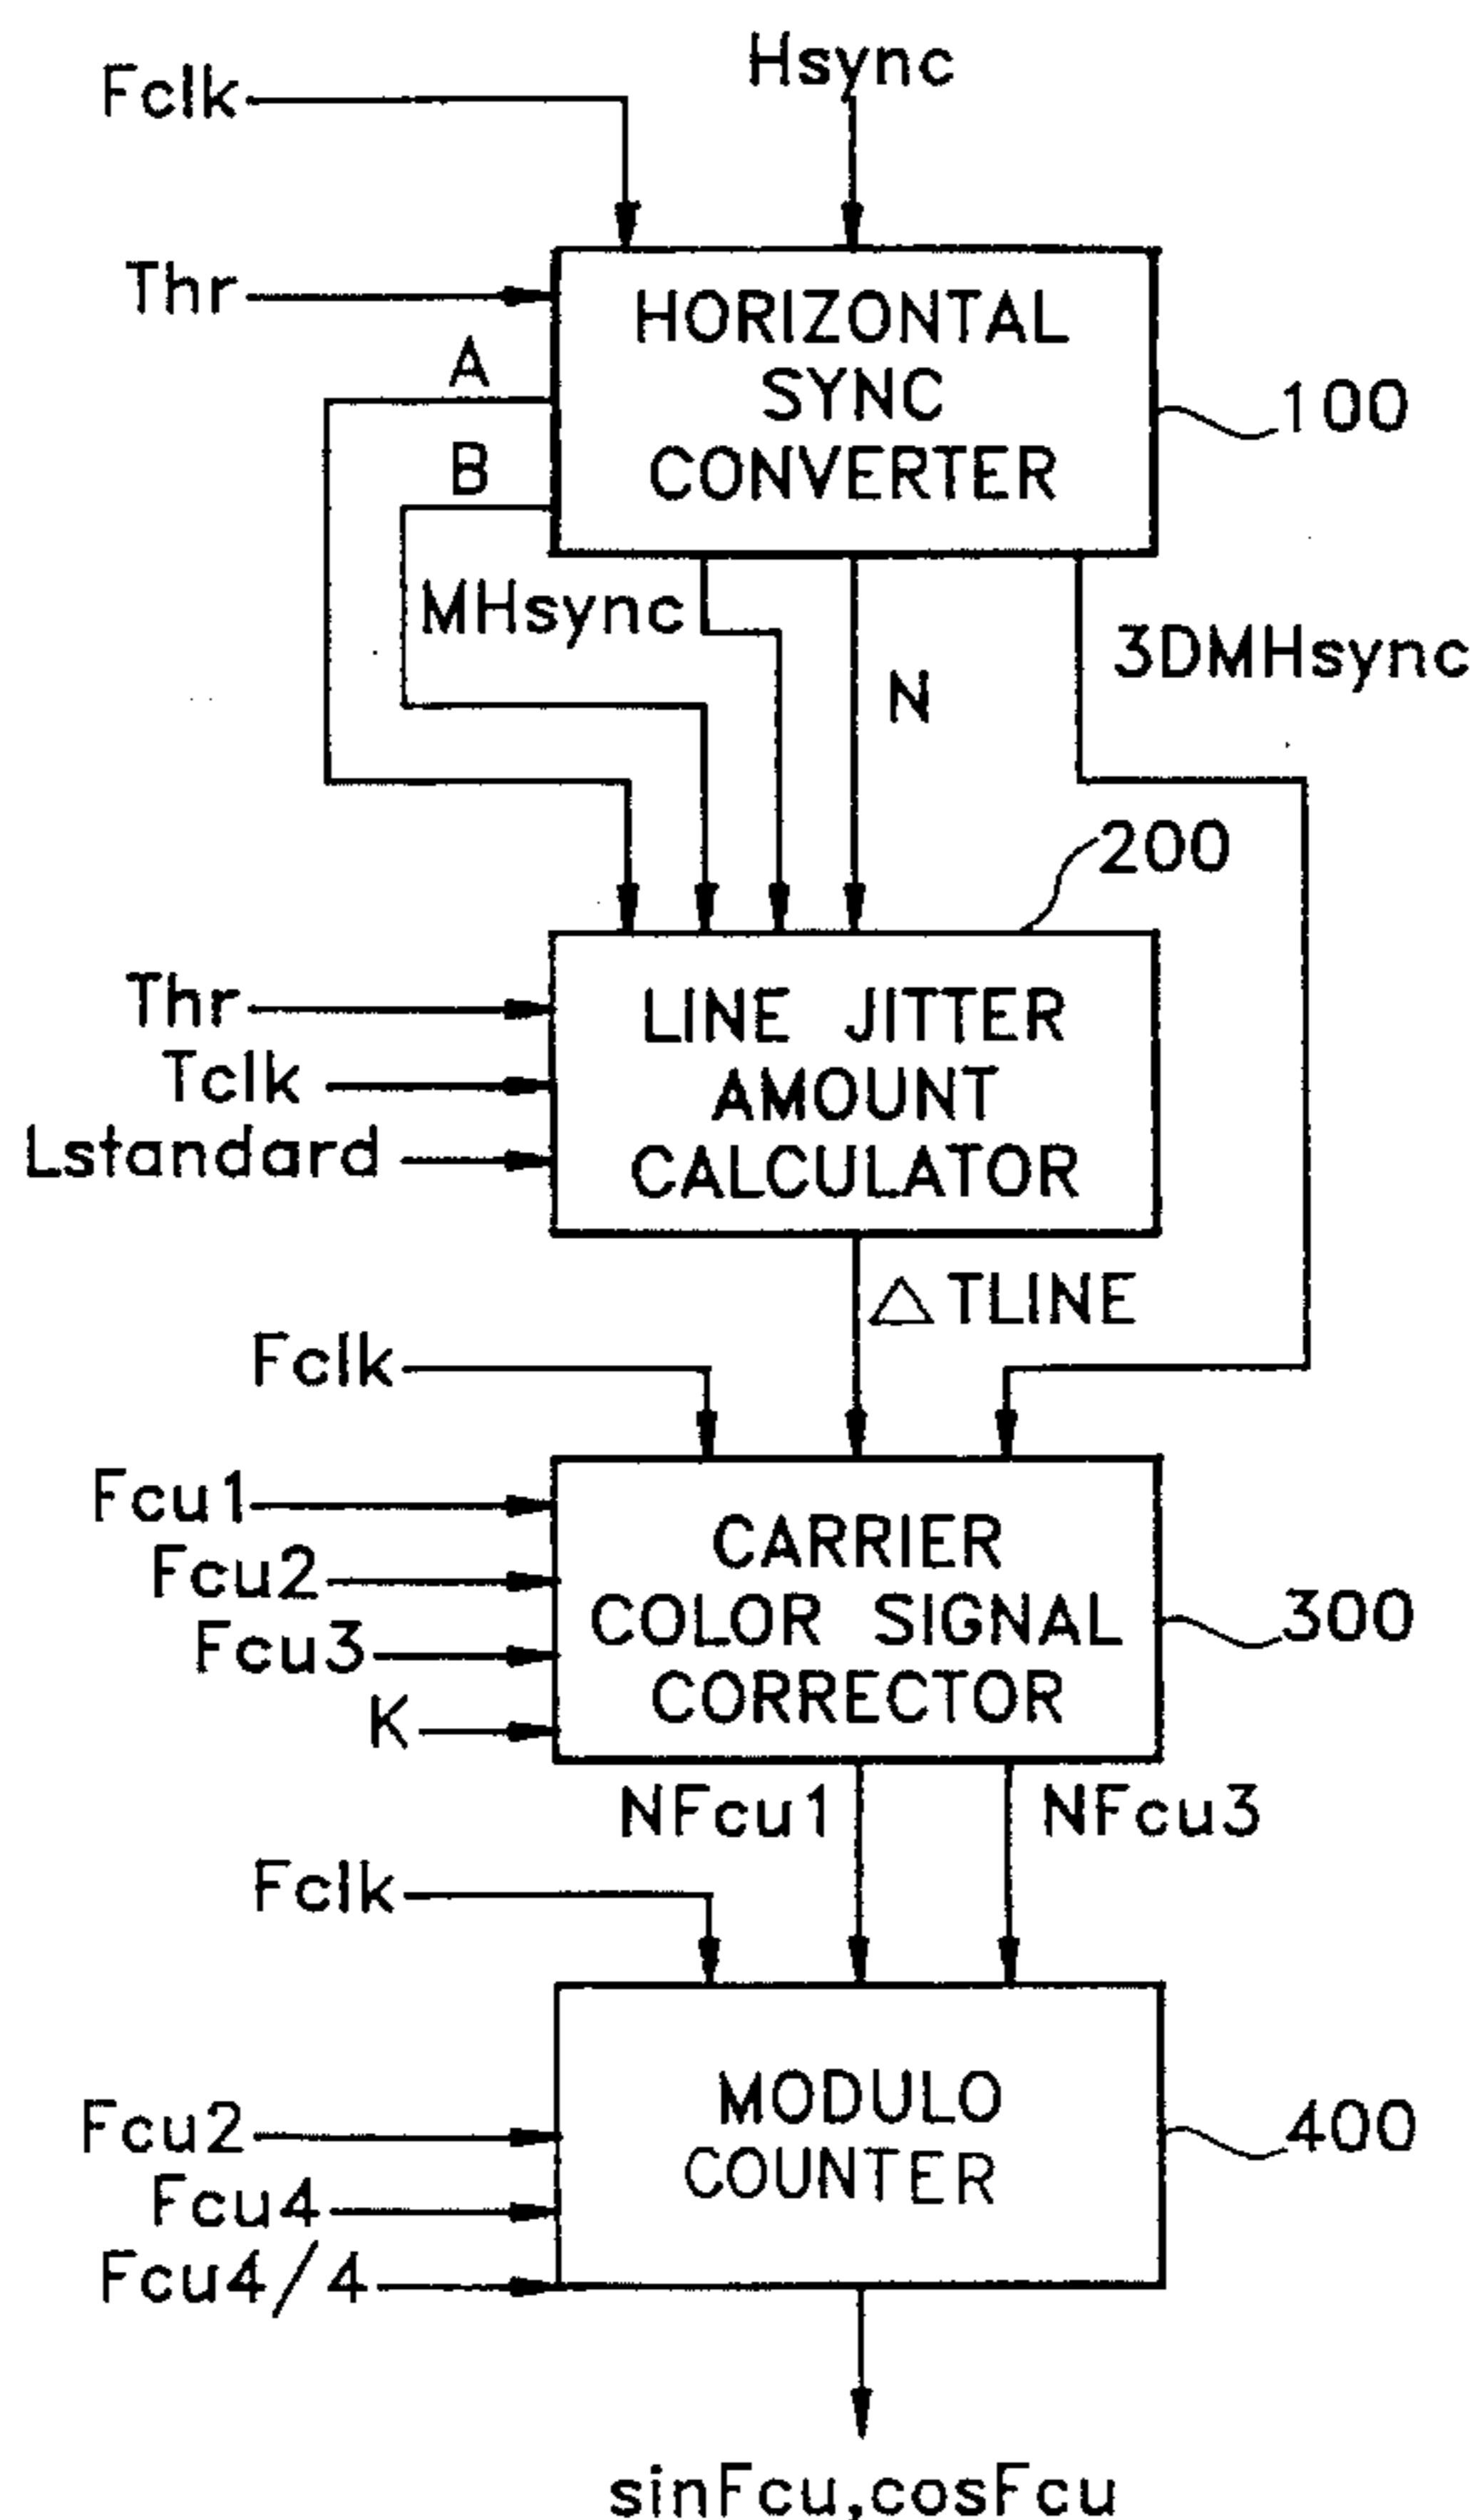 Hsync
Fclk
Thr
HORIZONTAL
SYNC
CONVERTER
100
A
B
MHsync
N
3DMHsync
200
Thr
Tclk
Lstandard
LINE JITTER
AMOUNT
CALCULATOR
△TLINE
Fclk
Fcu1
Fcu2
Fcu3
K
CARRIER
COLOR SIGNAL
CORRECTOR
300
NFcu1
NFcu3
Fclk
MODULO
COUNTER
400
Fcu2
Fcu4
Fcu4/4
sinFcu,cosFcu